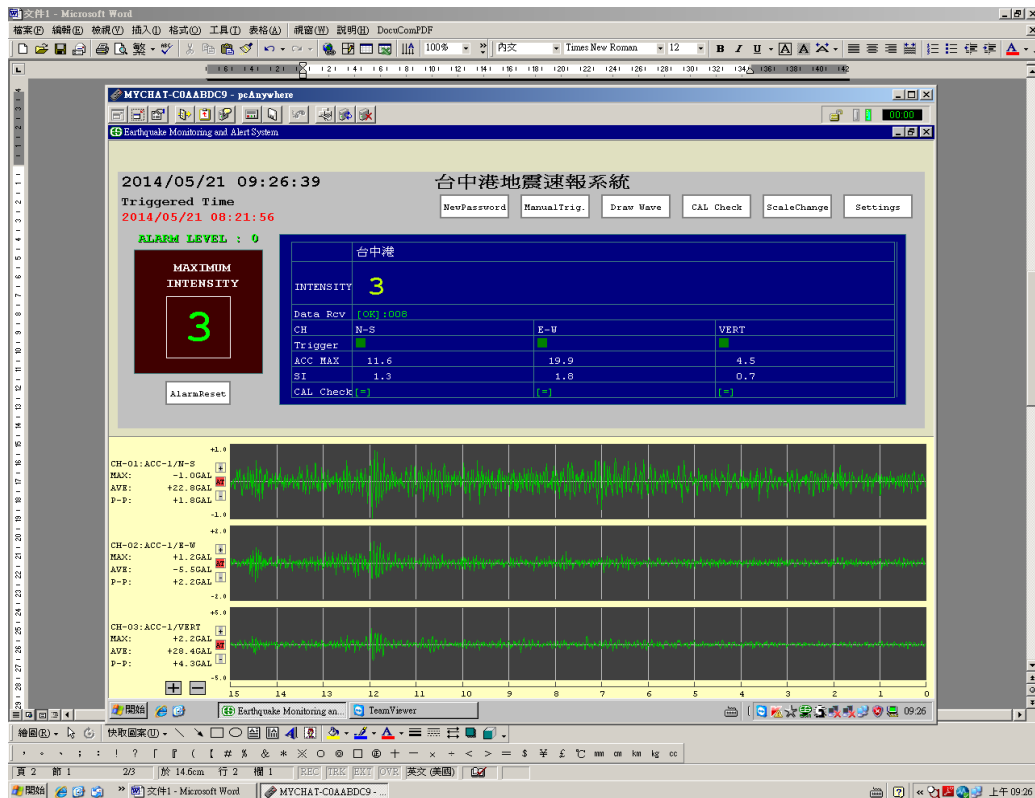 文件1 - Microsoft Word
檔案(F) 編輯(E) 檢視(V) 插入(I) 格式(O) 工具(T) 表格(A) 視窗(W) 說明(H) DocuComPDF
100% 內文 Times New Roman 12 B I U A A A
MYCHAT-C0AABDC9 - pcAnywhere
00:00
Earthquake Monitoring and Alert System
2014/05/21 09:26:39
台中港地震速報系統
Triggered Time
2014/05/21 08:21:56
NewPassword ManualTrig. Draw Wave CAL Check ScaleChange Settings
ALARM LEVEL : 0
MAXIMUM
INTENSITY
3
AlarmReset
台中港
INTENSITY 3
Data Rcv [OK]:008
CH N-S E-W VERT
Trigger
ACC MAX 11.6 19.9 4.5
SI 1.3 1.8 0.7
CAL Check [=] [=] [=]
+1.0
CH-01:ACC-1/N-S
MAX: -1.0GAL
AVE: +22.8GAL
P-P: +1.8GAL
-1.0
+2.0
CH-02:ACC-1/E-W
MAX: +1.2GAL
AVE: -5.5GAL
P-P: +2.2GAL
-2.0
+5.0
CH-03:ACC-1/VERT
MAX: +2.2GAL
AVE: +28.4GAL
P-P: +4.3GAL
-5.0
15 14 13 12 11 10 9 8 7 6 5 4 3 2 1 0
開始 Earthquake Monitoring an... TeamViewer 09:26
繪圖(R) 快取圖案(U)
， 。 、 ； ： ！ ？ 「 『 （ 〔 # % & * ╳ ○ ◎ □ ⊕ ＋ － × ÷ ＜ ＞ ＝ $ ¥ £ ℃ mm cm km kg cc
頁 2 節 1 2/3 於 14.6cm 行 2 欄 1 REC TRK EXT OVR 英文 (美國)
開始 文件1 - Microsoft Word MYCHAT-C0AABDC9 - ... 上午 09:26